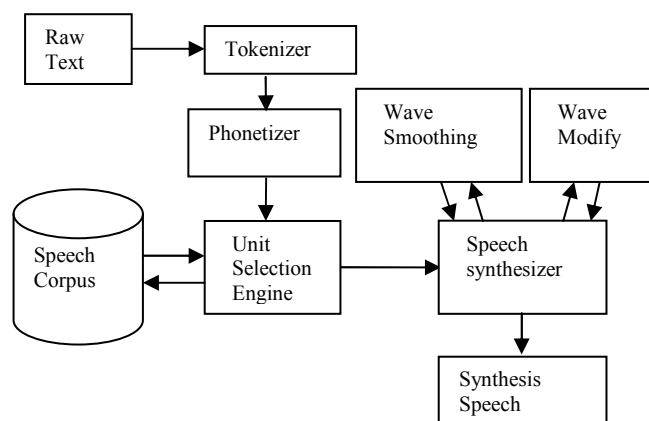 Raw
Text
Tokenizer
Phonetizer
Wave
Smoothing
Wave
Modify
Speech
Corpus
Unit
Selection
Engine
Speech
synthesizer
Synthesis
Speech